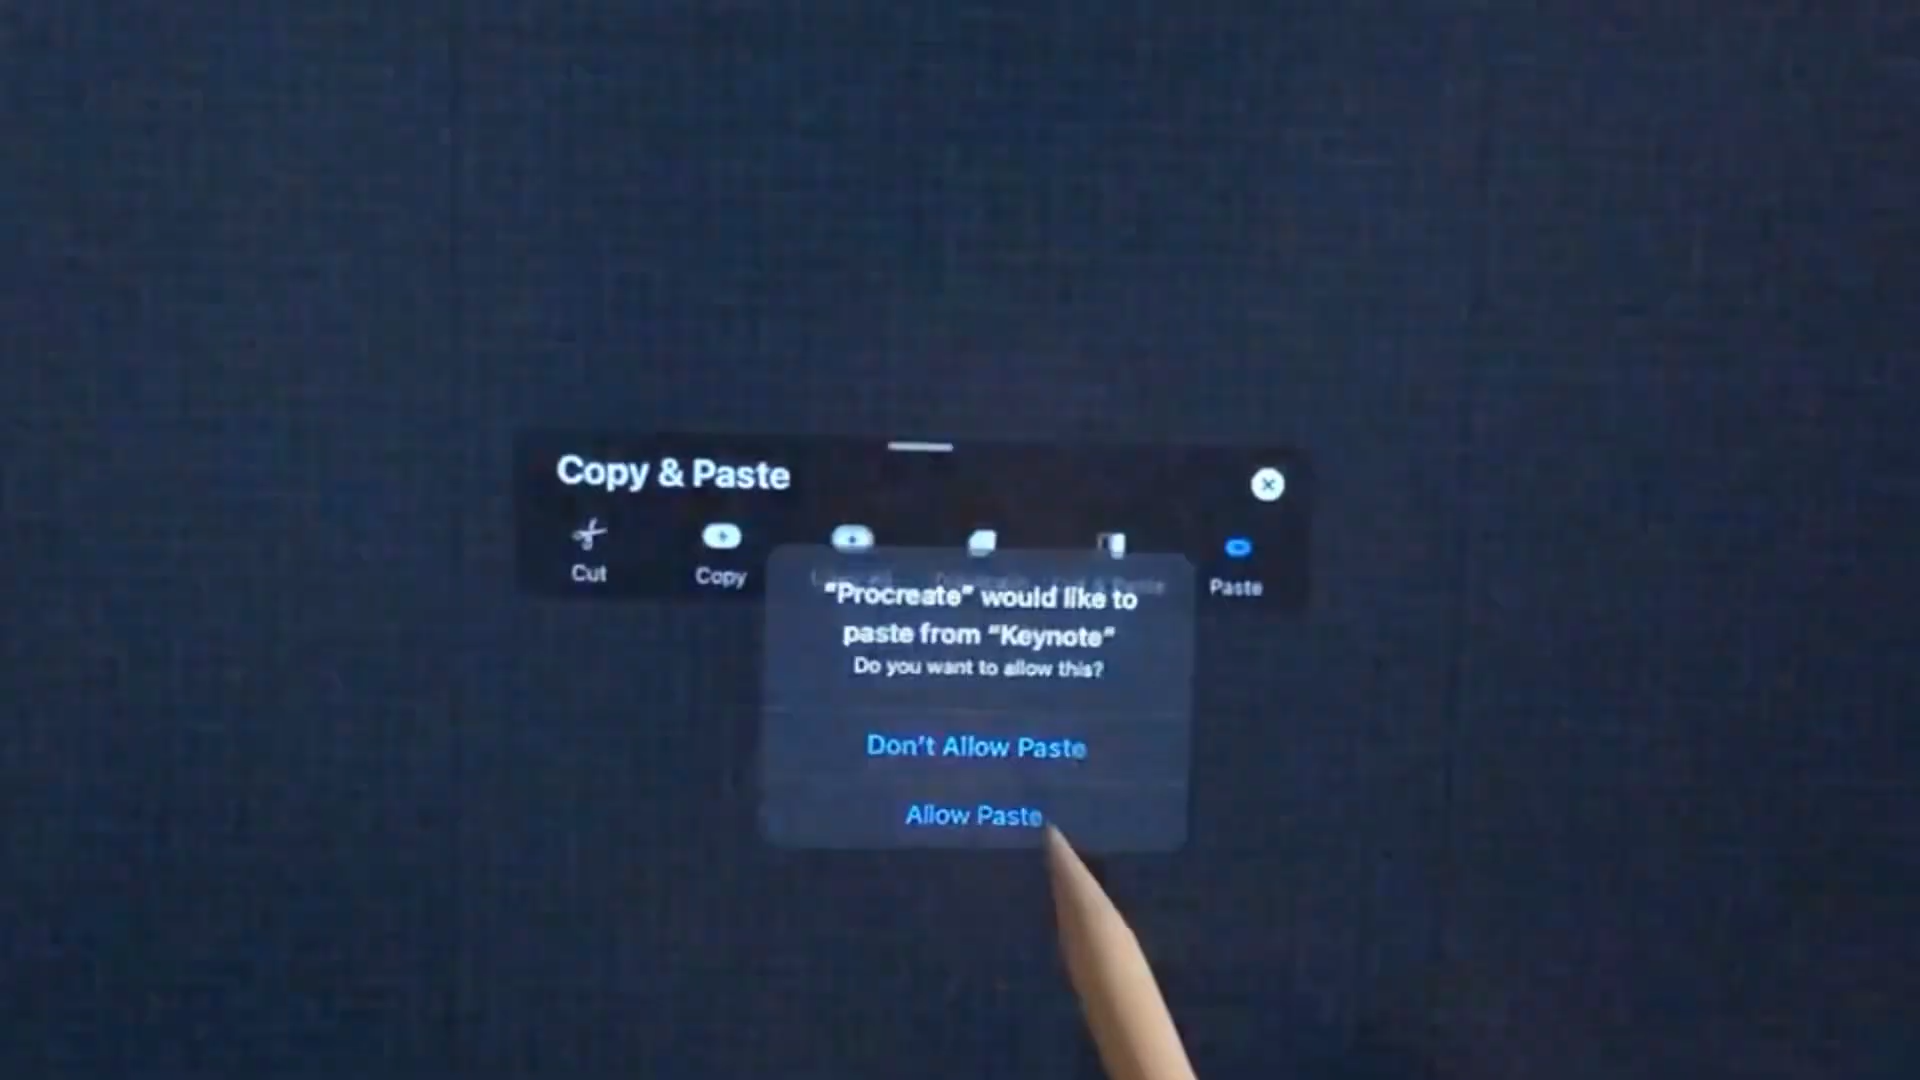 Copy & Paste
Cut
Copy
Paste
“Procreate” would like to
paste from “Keynote”
Do you want to allow this?
Don’t Allow Paste
Allow Paste